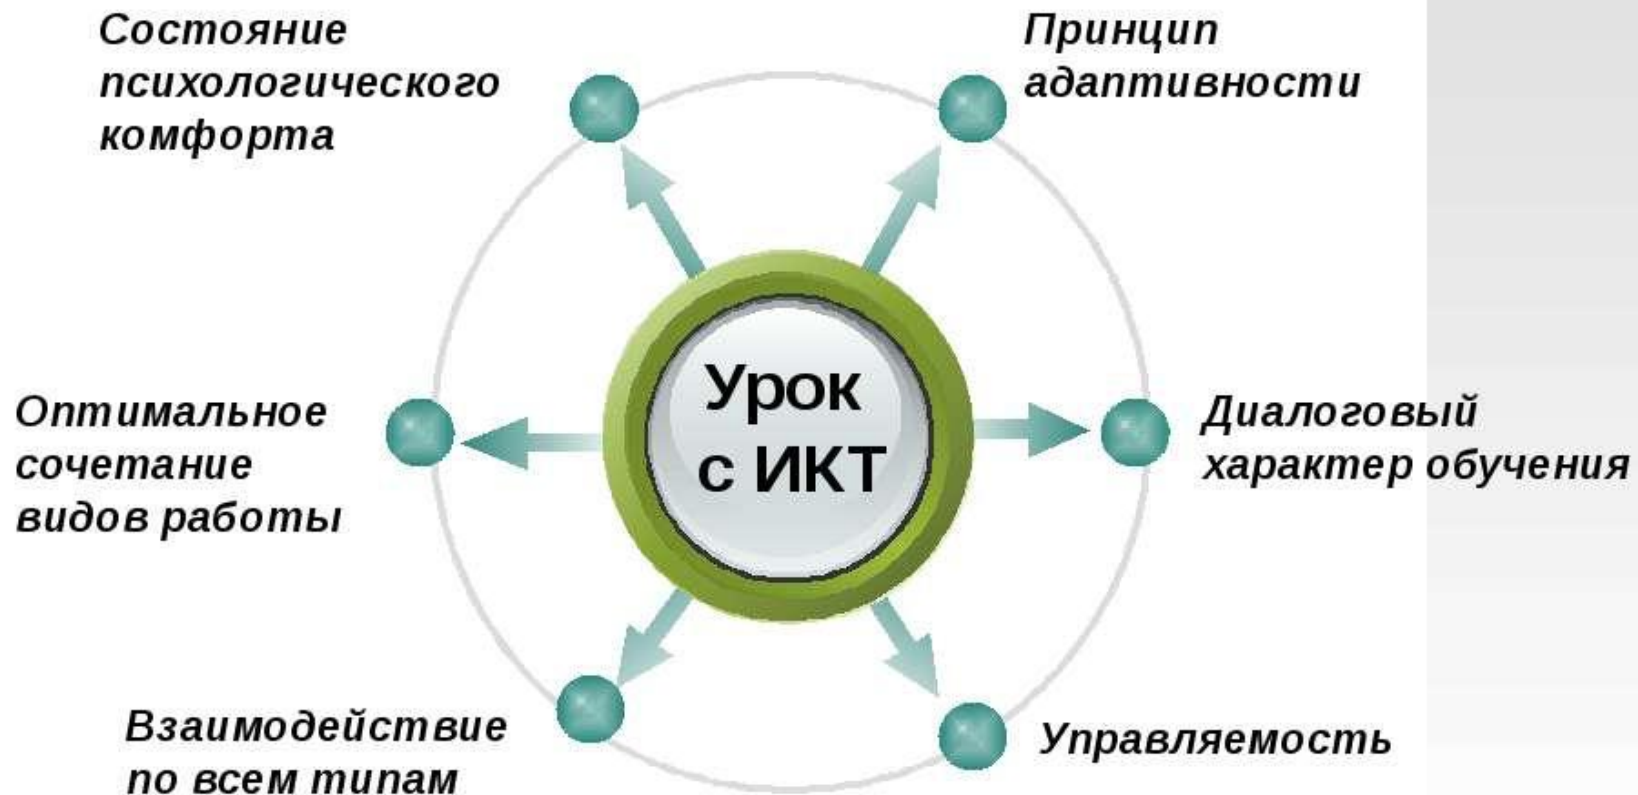 Состояние
психологического
комфорта
Принцип
адаптивности
Урок
с ИКТ
Оптимальное
сочетание
видов работы
Диалоговый
характер обучения
Взаимодействие
по всем типам
Управляемость